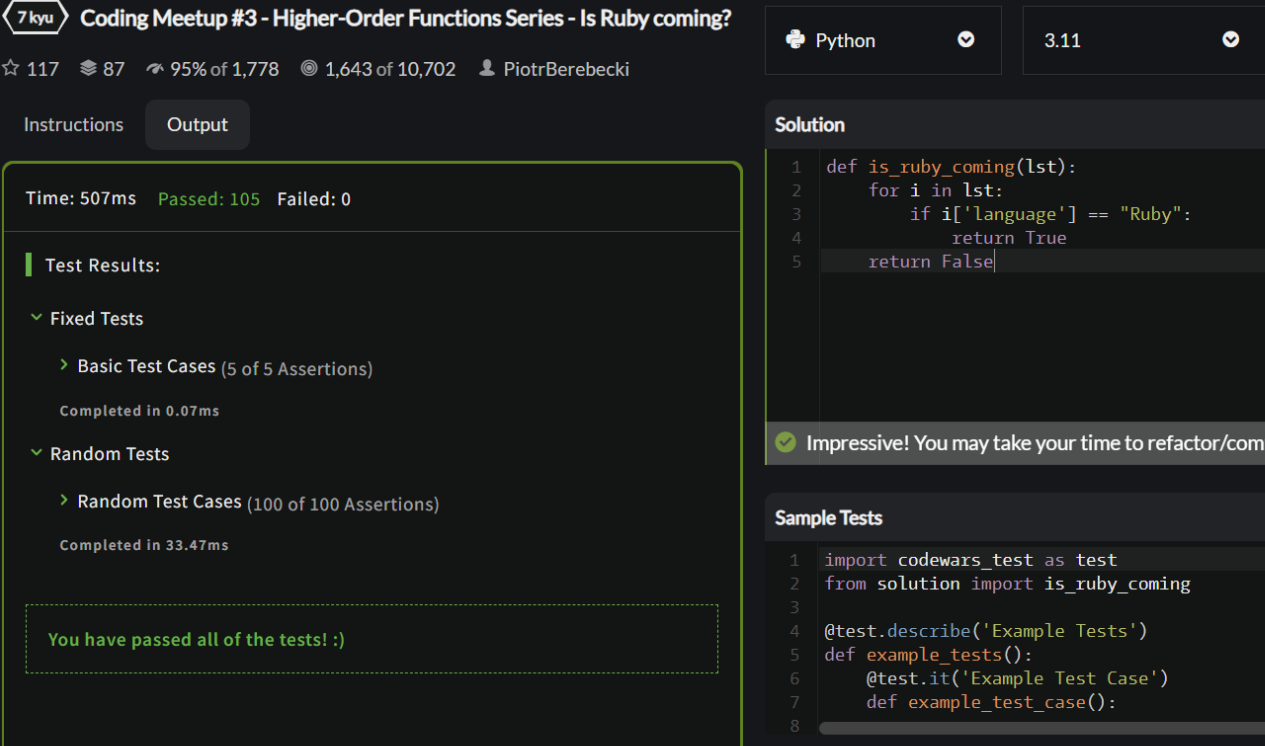 7 kyu Coding Meetup #3 - Higher-Order Functions Series - Is Ruby coming?
117 87 95% of 1,778 1,643 of 10,702 PiotrBerebecki
Instructions Output
Time: 507ms Passed: 105 Failed: 0
Test Results:
Fixed Tests
Basic Test Cases (5 of 5 Assertions)
Completed in 0.07ms
Random Tests
Random Test Cases (100 of 100 Assertions)
Completed in 33.47ms
You have passed all of the tests! :)
Python 3.11
Solution
1 def is_ruby_coming(lst):
2 for i in lst:
3 if i['language'] == "Ruby":
4 return True
5 return False
Impressive! You may take your time to refactor/com
Sample Tests
1 import codewars_test as test
2 from solution import is_ruby_coming
3
4 @test.describe('Example Tests')
5 def example_tests():
6 @test.it('Example Test Case')
7 def example_test_case():
8